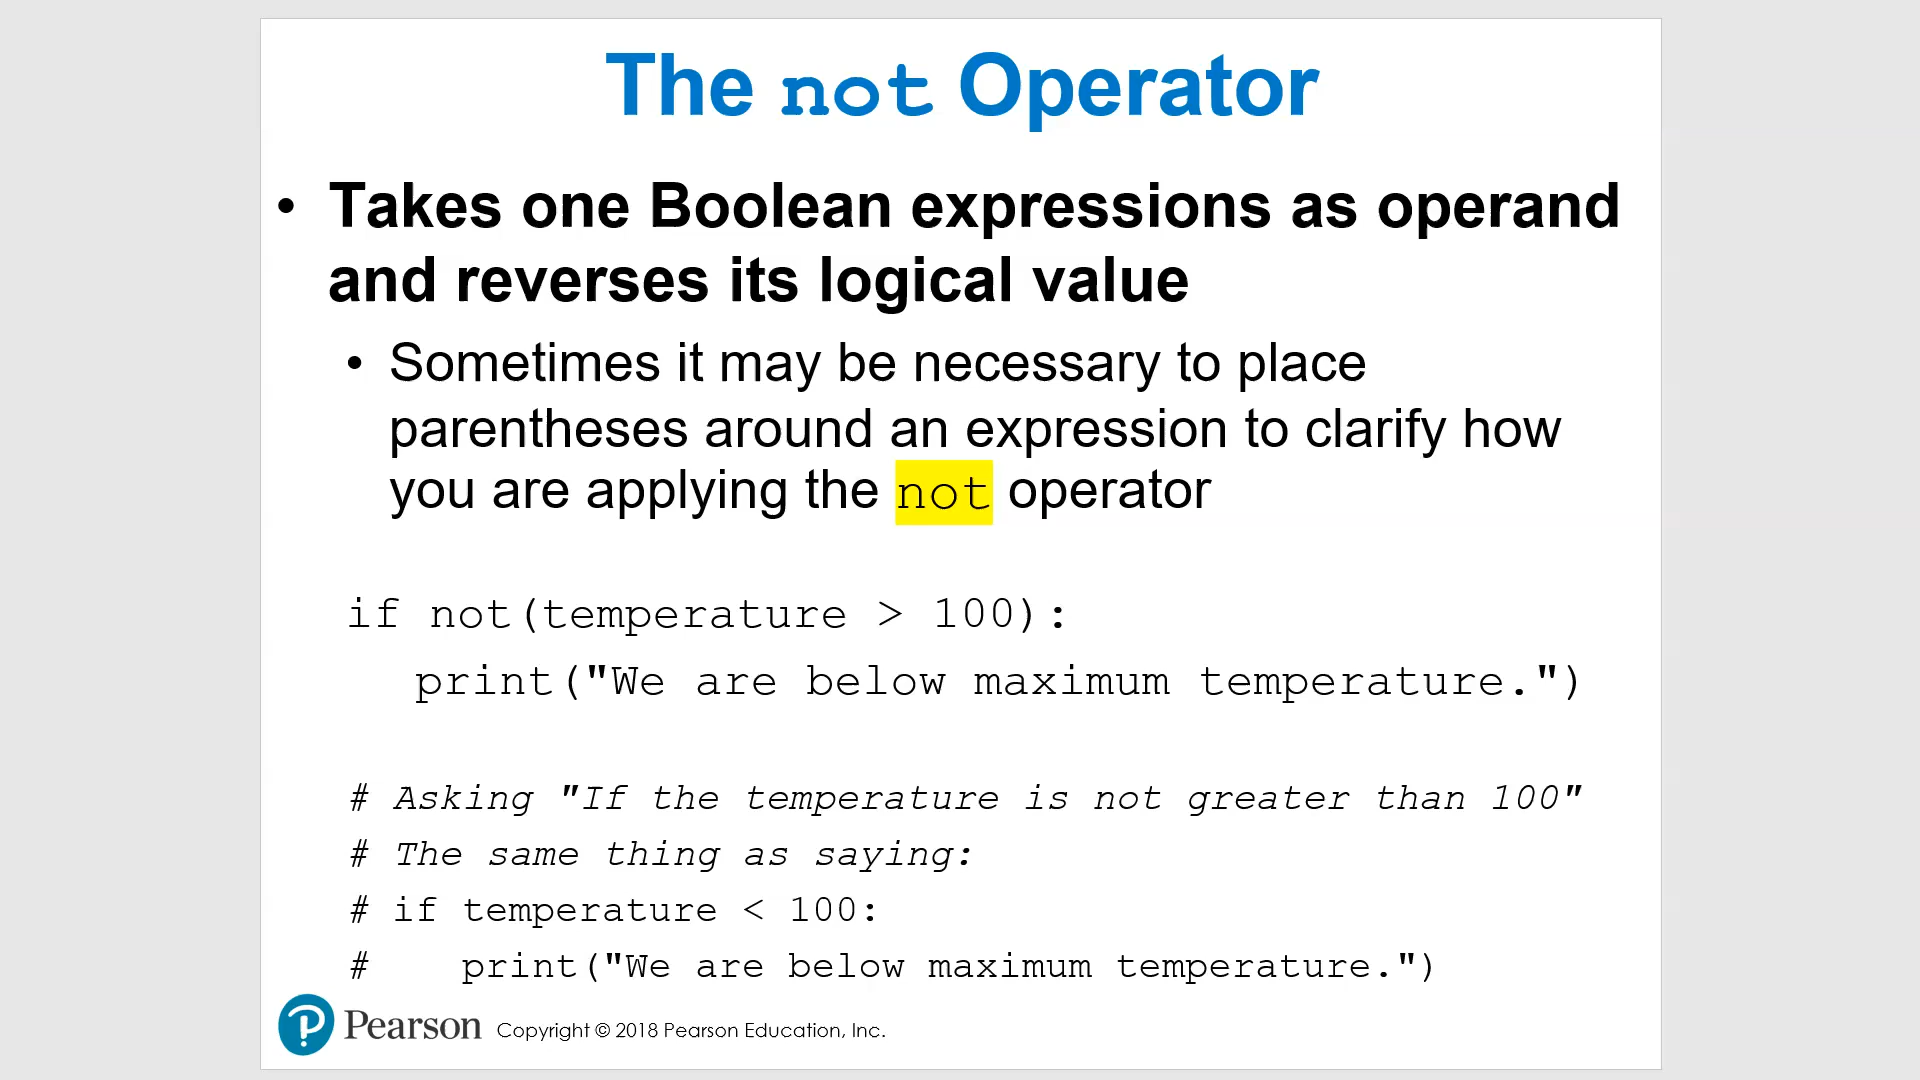 The not Operator
• Takes one Boolean expressions as operand
and reverses its logical value
• Sometimes it may be necessary to place
parentheses around an expression to clarify how
you are applying the not operator
if not(temperature > 100):
print("We are below maximum temperature.")
# Asking "If the temperature is not greater than 100"
# The same thing as saying:
# if temperature < 100:
#    print("We are below maximum temperature.")
Pearson Copyright © 2018 Pearson Education, Inc.